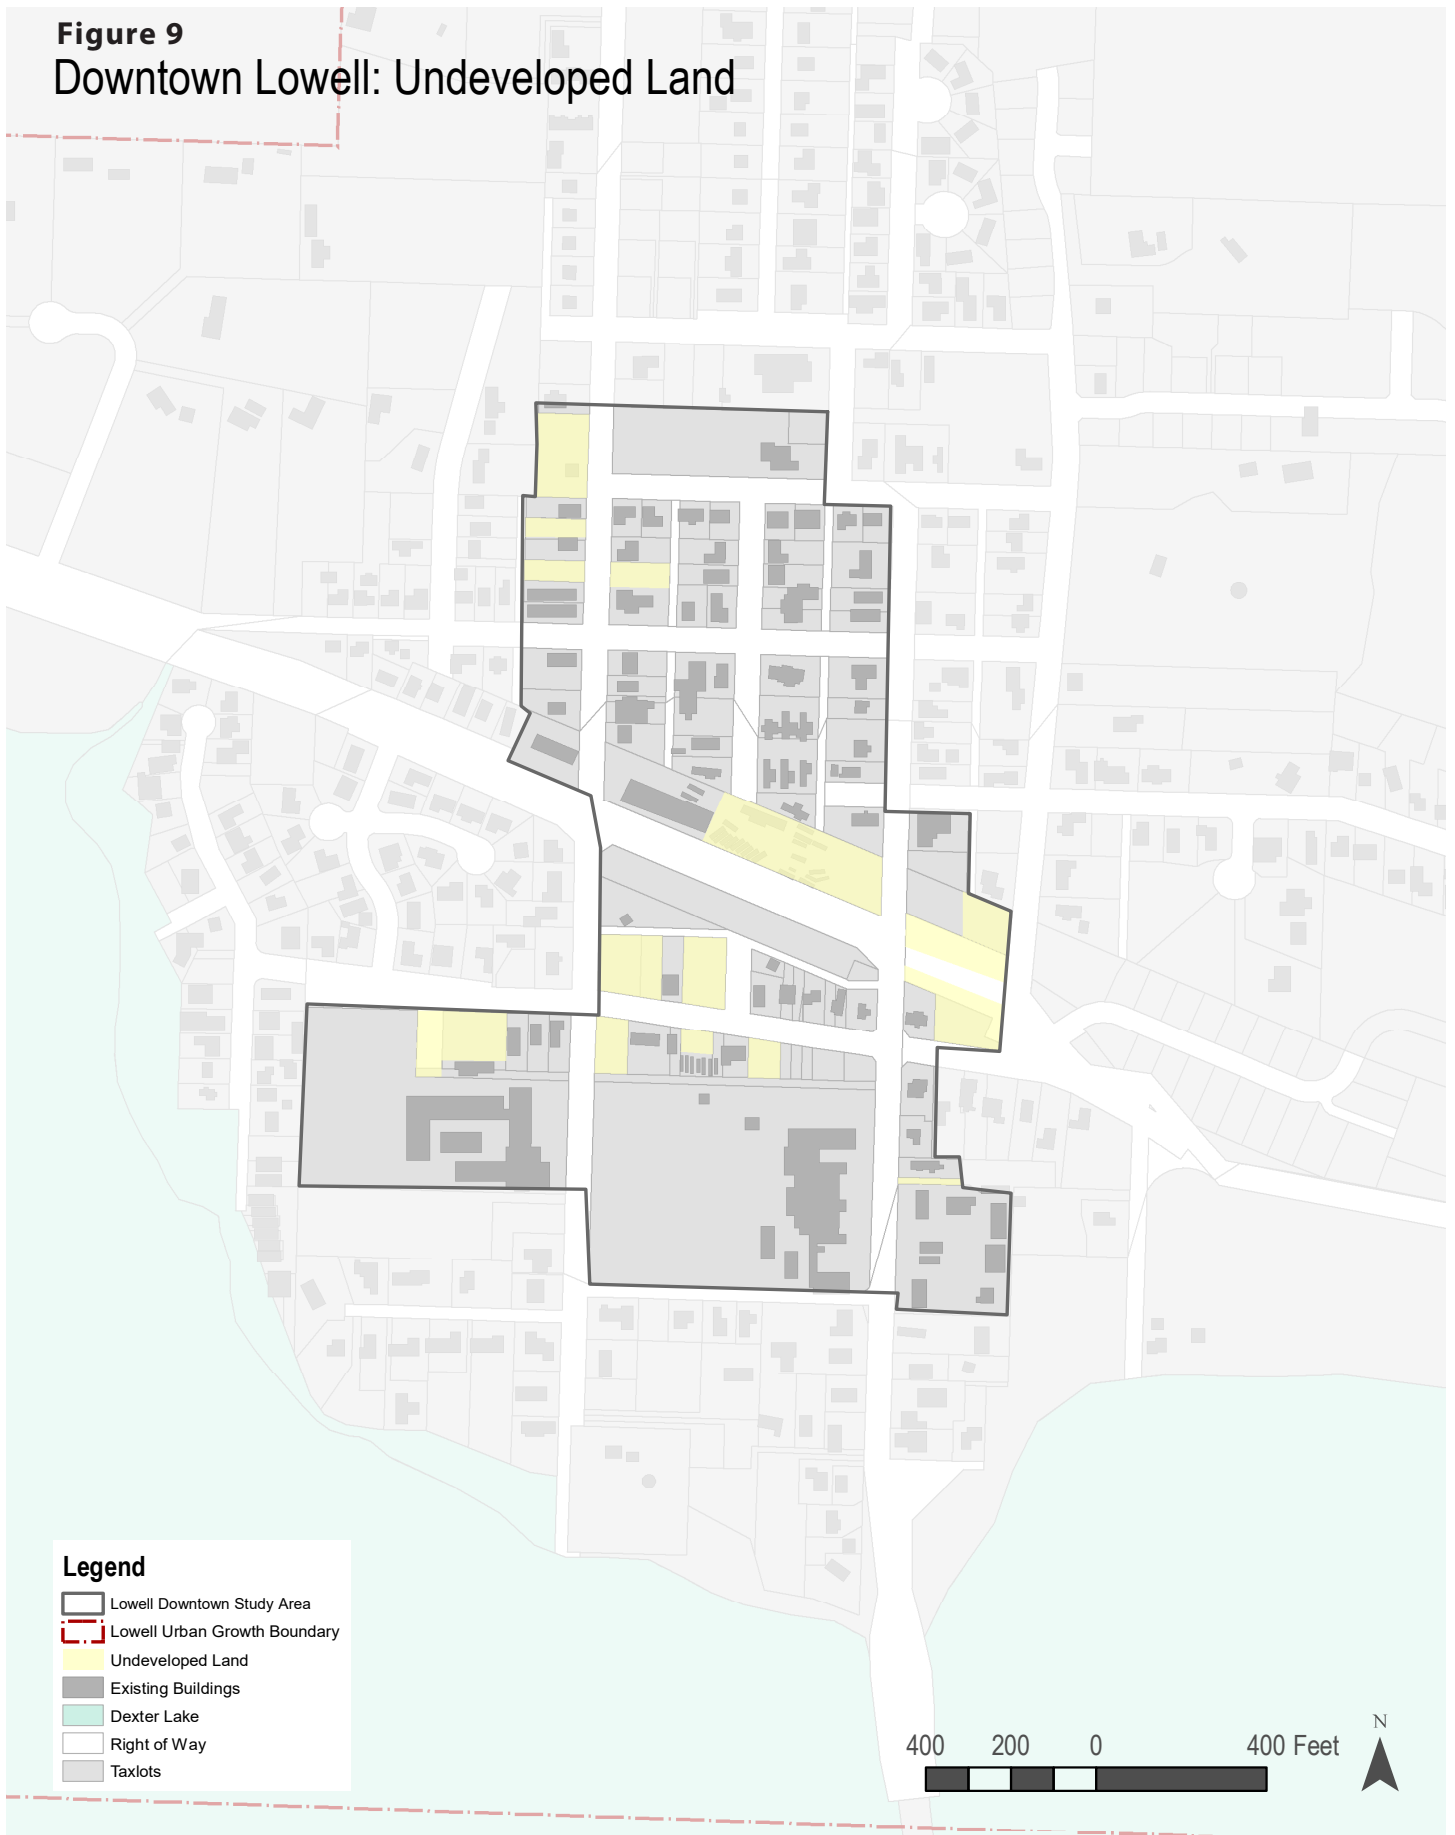 Figure 9
Downtown Lowell: Undeveloped Land
Legend
Lowell Downtown Study Area
Lowell Urban Growth Boundary
Undeveloped Land
Existing Buildings
Dexter Lake
Right of Way
Taxlots
400 200 0 400 Feet
N